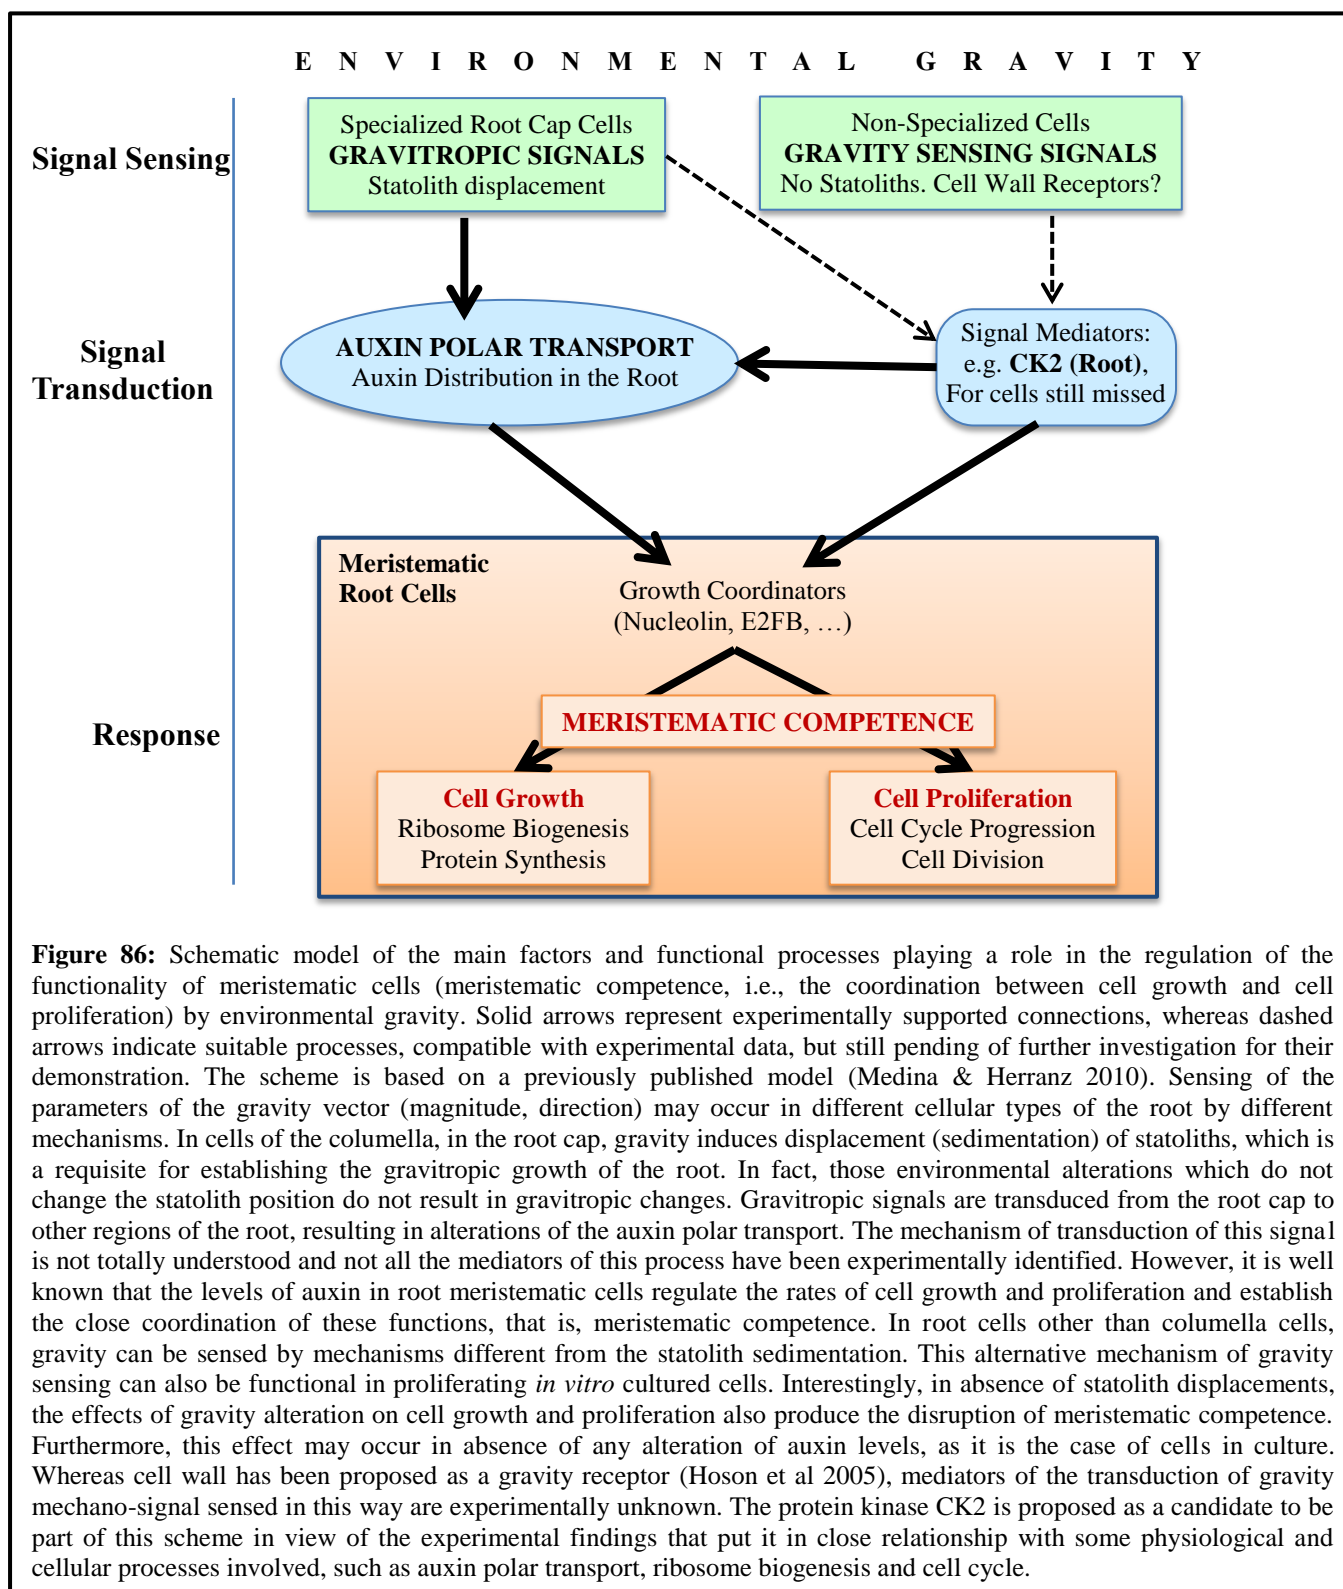 ENVIRONMENTAL GRAVITY
Signal Sensing
Specialized Root Cap Cells
GRAVITROPIC SIGNALS
Statolith displacement
Non-Specialized Cells
GRAVITY SENSING SIGNALS
No Statoliths. Cell Wall Receptors?
Signal
Transduction
AUXIN POLAR TRANSPORT
Auxin Distribution in the Root
Signal Mediators:
e.g. CK2 (Root),
For cells still missed
Response
Meristematic
Root Cells
Growth Coordinators
(Nucleolin, E2FB, …)
MERISTEMATIC COMPETENCE
Cell Growth
Ribosome Biogenesis
Protein Synthesis
Cell Proliferation
Cell Cycle Progression
Cell Division
Figure 86: Schematic model of the main factors and functional processes playing a role in the regulation of the
functionality of meristematic cells (meristematic competence, i.e., the coordination between cell growth and cell
proliferation) by environmental gravity. Solid arrows represent experimentally supported connections, whereas dashed
arrows indicate suitable processes, compatible with experimental data, but still pending of further investigation for their
demonstration. The scheme is based on a previously published model (Medina & Herranz 2010). Sensing of the
parameters of the gravity vector (magnitude, direction) may occur in different cellular types of the root by different
mechanisms. In cells of the columella, in the root cap, gravity induces displacement (sedimentation) of statoliths, which is
a requisite for establishing the gravitropic growth of the root. In fact, those environmental alterations which do not
change the statolith position do not result in gravitropic changes. Gravitropic signals are transduced from the root cap to
other regions of the root, resulting in alterations of the auxin polar transport. The mechanism of transduction of this signal
is not totally understood and not all the mediators of this process have been experimentally identified. However, it is well
known that the levels of auxin in root meristematic cells regulate the rates of cell growth and proliferation and establish
the close coordination of these functions, that is, meristematic competence. In root cells other than columella cells,
gravity can be sensed by mechanisms different from the statolith sedimentation. This alternative mechanism of gravity
sensing can also be functional in proliferating in vitro cultured cells. Interestingly, in absence of statolith displacements,
the effects of gravity alteration on cell growth and proliferation also produce the disruption of meristematic competence.
Furthermore, this effect may occur in absence of any alteration of auxin levels, as it is the case of cells in culture.
Whereas cell wall has been proposed as a gravity receptor (Hoson et al 2005), mediators of the transduction of gravity
mechano-signal sensed in this way are experimentally unknown. The protein kinase CK2 is proposed as a candidate to be
part of this scheme in view of the experimental findings that put it in close relationship with some physiological and
cellular processes involved, such as auxin polar transport, ribosome biogenesis and cell cycle.